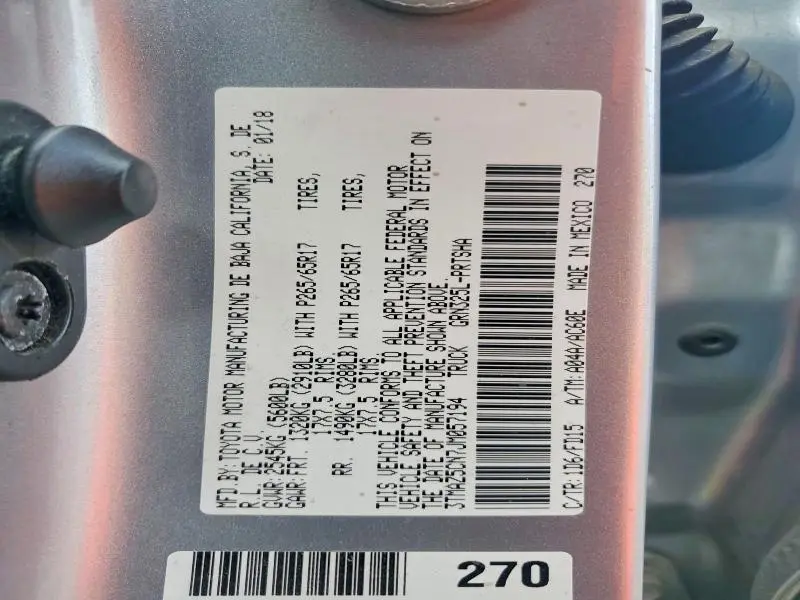 MFD.BY: TOYOTA MOTOR MANUFACTURING DE BAJA CALIFORNIA, S. DE
R.L. DE C.V. DATE: 01/18
GVWR: 2545KG (5600LB)
GAWR: FRT. 1320KG (2910LB) WITH P265/65R17 TIRES,
17X7.5 RIMS,
RR. 1490KG (3280LB) WITH P265/65R17 TIRES,
17X7.5 RIMS.
THIS VEHICLE CONFORMS TO ALL APPLICABLE FEDERAL MOTOR
VEHICLE SAFETY AND THEFT PREVENTION STANDARDS IN EFFECT ON
THE DATE OF MANUFACTURE SHOWN ABOVE.
3TMAZ5CN7JM057194 TRUCK GRN325L-PRTSHA
C/TR: 1D6/FD15 A/TM: A04A/AC60E MADE IN MEXICO 270
270